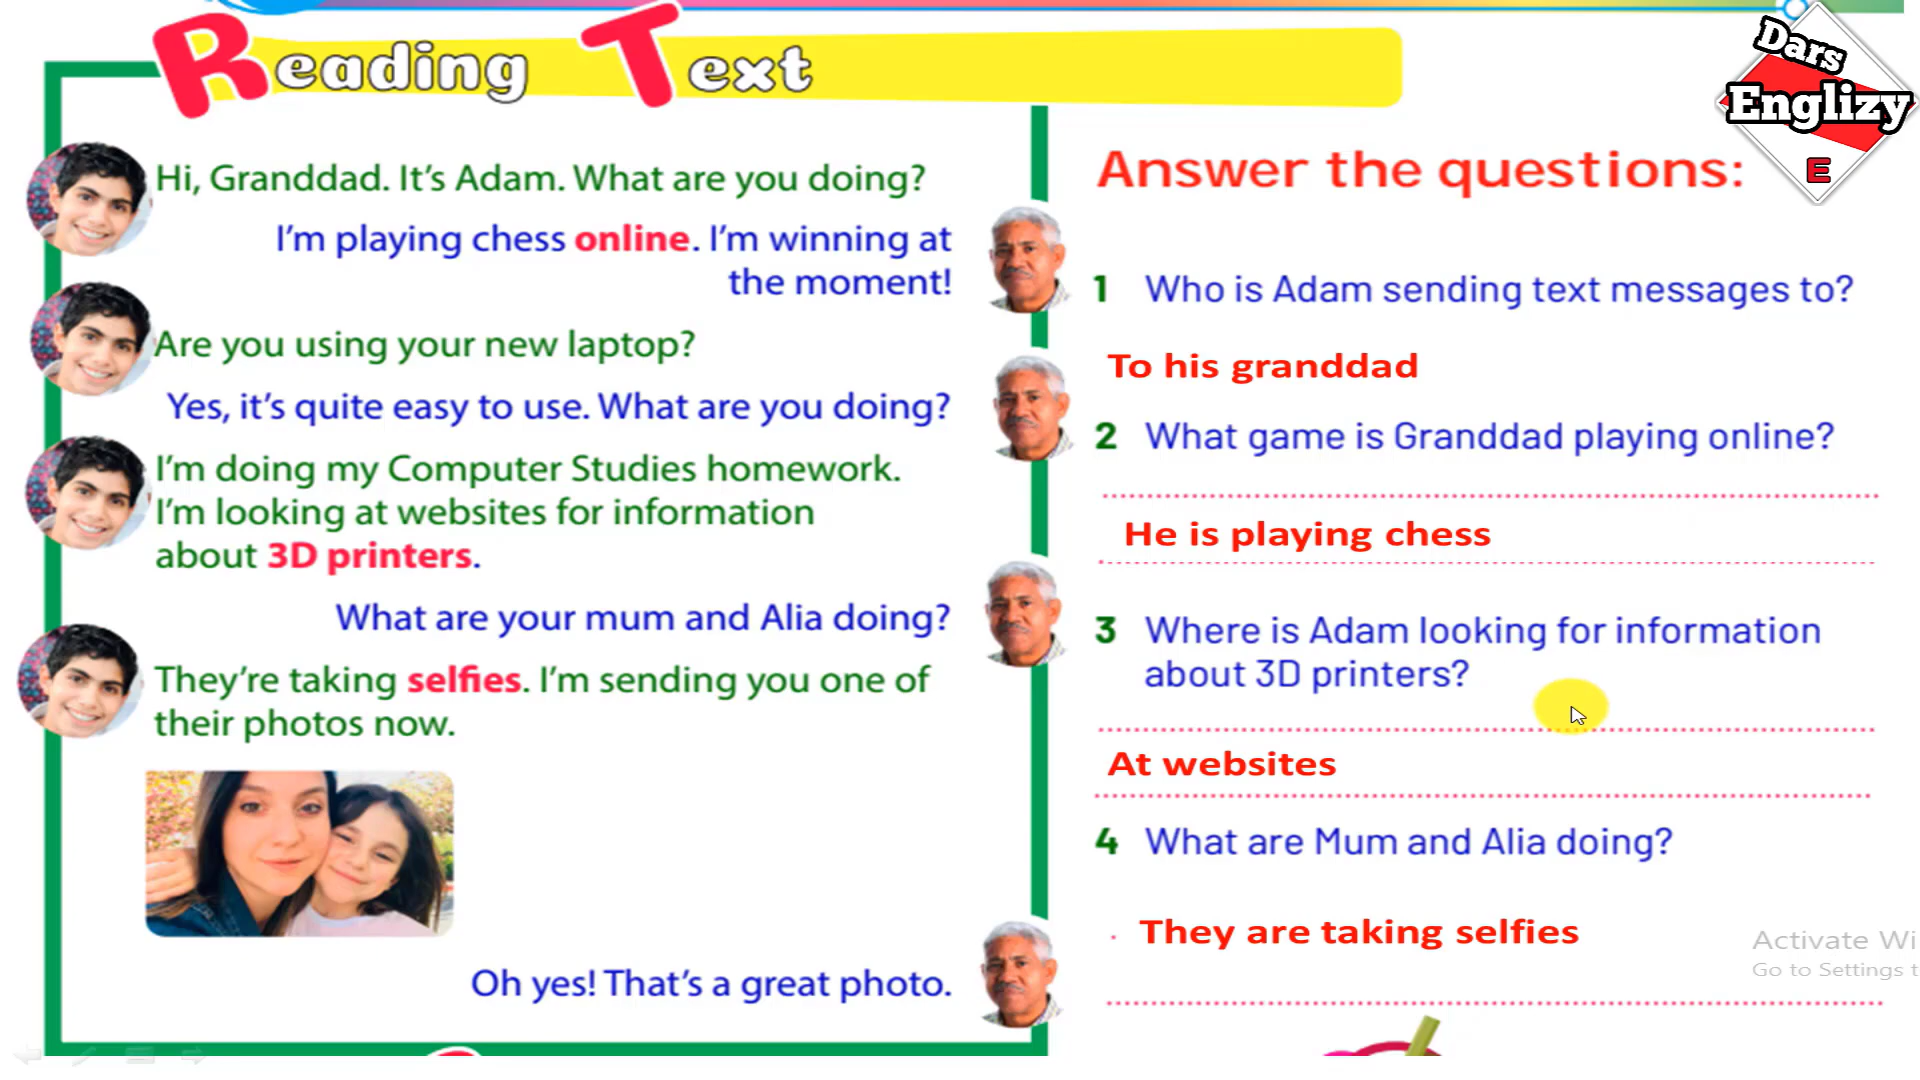 Reading Text
Dars
Englizy
E
Hi, Granddad. It's Adam. What are you doing?
I'm playing chess online. I'm winning at
the moment!
Are you using your new laptop?
Yes, it's quite easy to use. What are you doing?
I'm doing my Computer Studies homework.
I'm looking at websites for information
about 3D printers.
What are your mum and Alia doing?
They're taking selfies. I'm sending you one of
their photos now.
Oh yes! That's a great photo.
Answer the questions:
1 Who is Adam sending text messages to?
To his granddad
2 What game is Granddad playing online?
He is playing chess
3 Where is Adam looking for information
about 3D printers?
At websites
4 What are Mum and Alia doing?
They are taking selfies
Activate Wi
Go to Settings t